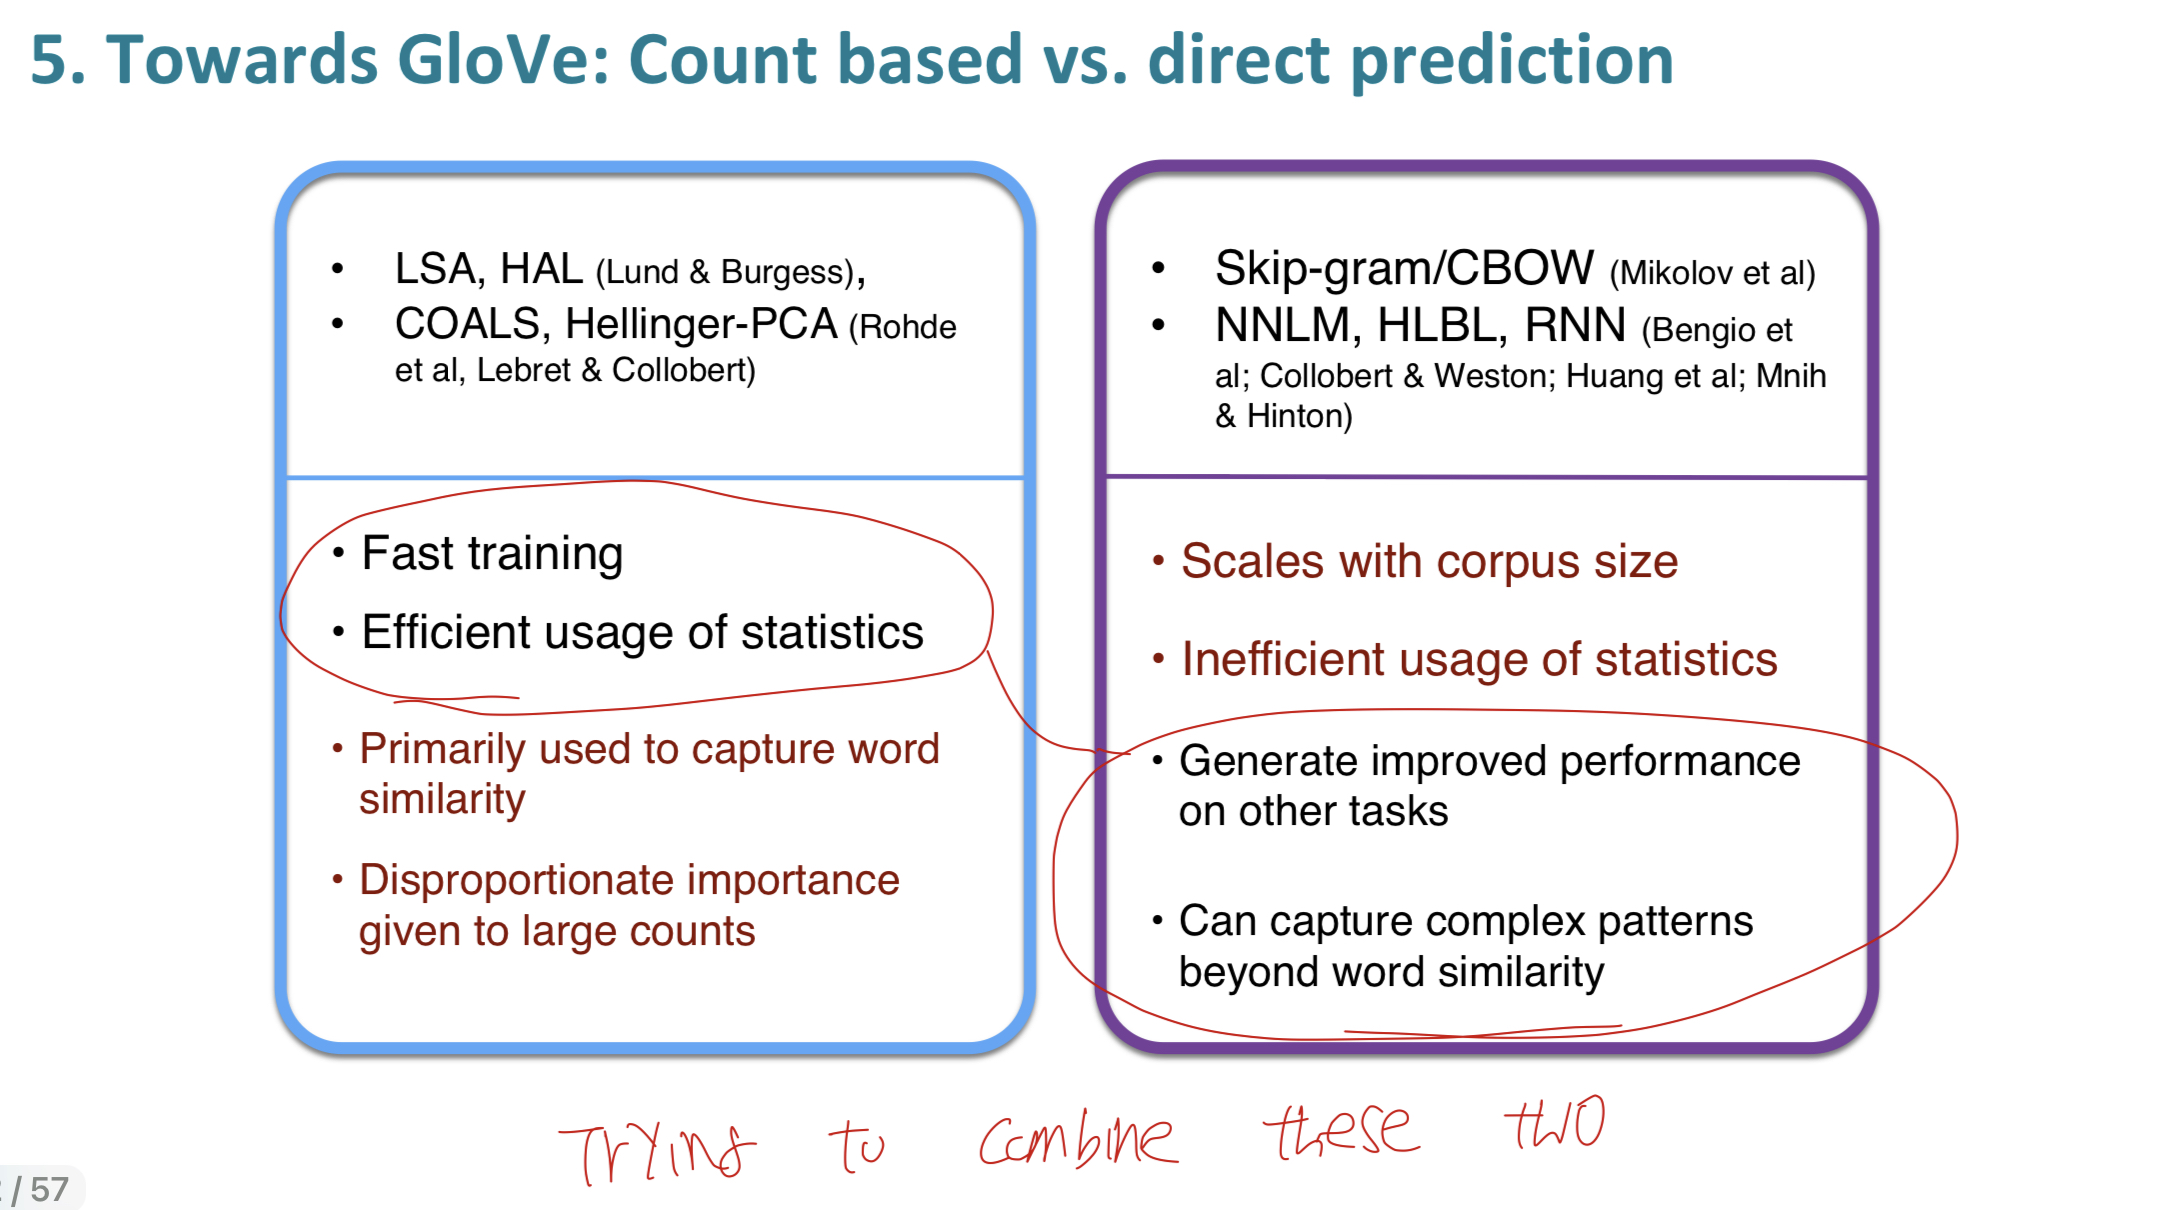 5. Towards GloVe: Count based vs. direct prediction
• LSA, HAL (Lund & Burgess),
• COALS, Hellinger-PCA (Rohde
et al, Lebret & Collobert)
• Fast training
• Efficient usage of statistics
• Primarily used to capture word
similarity
• Disproportionate importance
given to large counts
• Skip-gram/CBOW (Mikolov et al)
• NNLM, HLBL, RNN (Bengio et
al; Collobert & Weston; Huang et al; Mnih
& Hinton)
• Scales with corpus size
• Inefficient usage of statistics
• Generate improved performance
on other tasks
• Can capture complex patterns
beyond word similarity
Trying to combine these two
/ 57